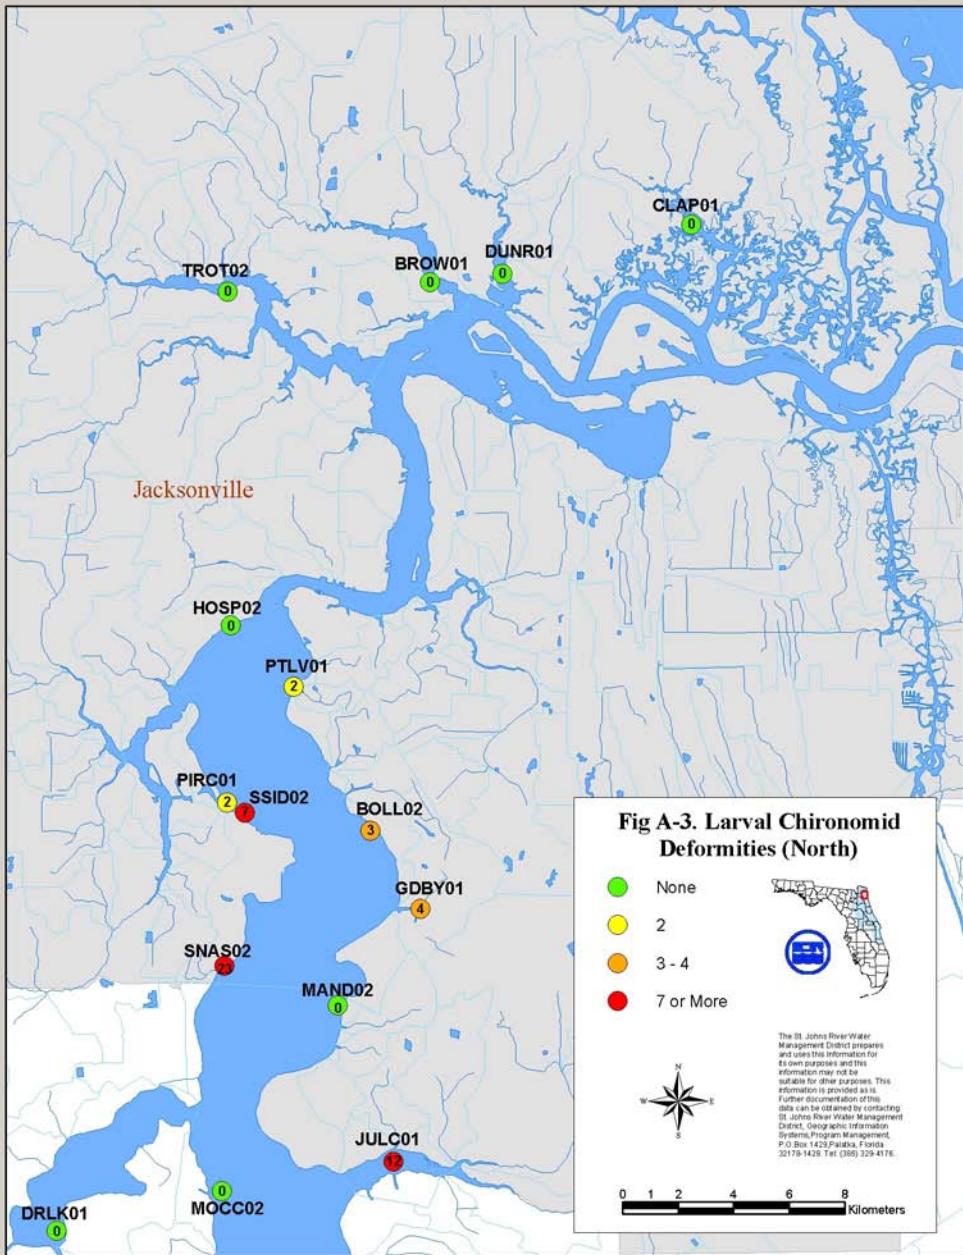 CLAP01
0
DUNR01
0
BROW01
0
TROT02
0
Jacksonville
HOSP02
0
PTLV01
2
PIRC01
2
SSID02
7
BOLL02
3
GDBY01
4
SNAS02
23
MAND02
0
JULC01
12
MOCC02
0
DRLK01
0
Fig A-3. Larval Chironomid
Deformities (North)
None
2
3 - 4
7 or More
The St. Johns River Water
Management District prepares
and uses this information for
its own purposes and this
information may not be
suitable for other purposes. This
information is provided as is.
Further documentation of this
data can be obtained by contacting:
St. Johns River Water Management
District, Geographic Information
Systems, Program Management,
P.O.Box 1429, Palatka, Florida
32178-1429. Tel: (386) 329-4176.
N
W E
S
0 1 2 4 6 8
Kilometers